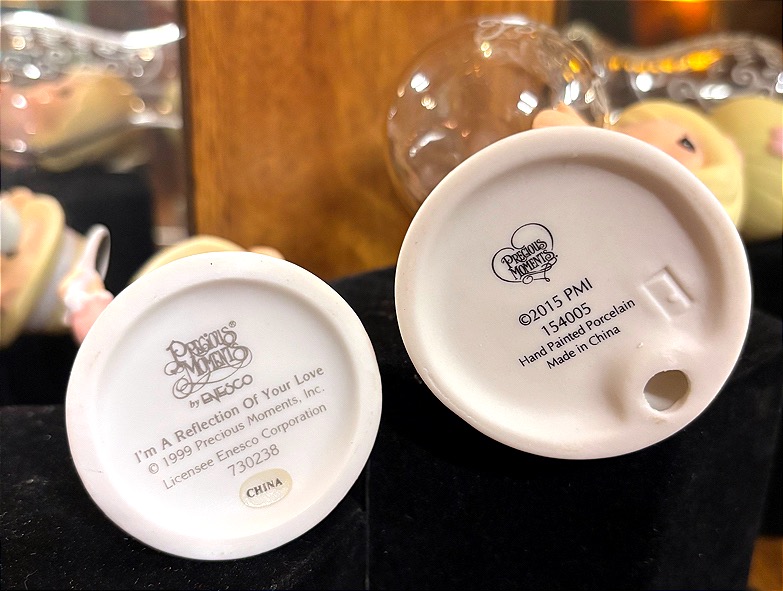 PRECIOUS
MOMENTS®
by ENESCO
I'm A Reflection Of Your Love
© 1999 Precious Moments, Inc.
Licensee Enesco Corporation
730238
CHINA
PRECIOUS
MOMENTS
©2015 PMI
154005
Hand Painted Porcelain
Made in China